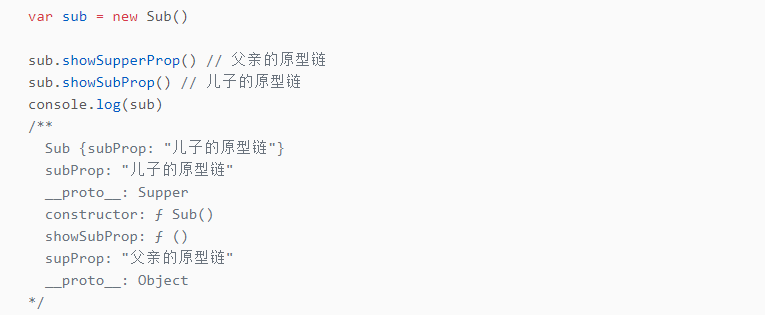 var sub = new Sub()
sub.showSupperProp() // 父亲的原型链
sub.showSubProp() // 儿子的原型链
console.log(sub)
/**
Sub {subProp: "儿子的原型链"}
subProp: "儿子的原型链"
__proto__: Supper
constructor: ƒ Sub()
showSubProp: ƒ ()
supProp: "父亲的原型链"
__proto__: Object
*/